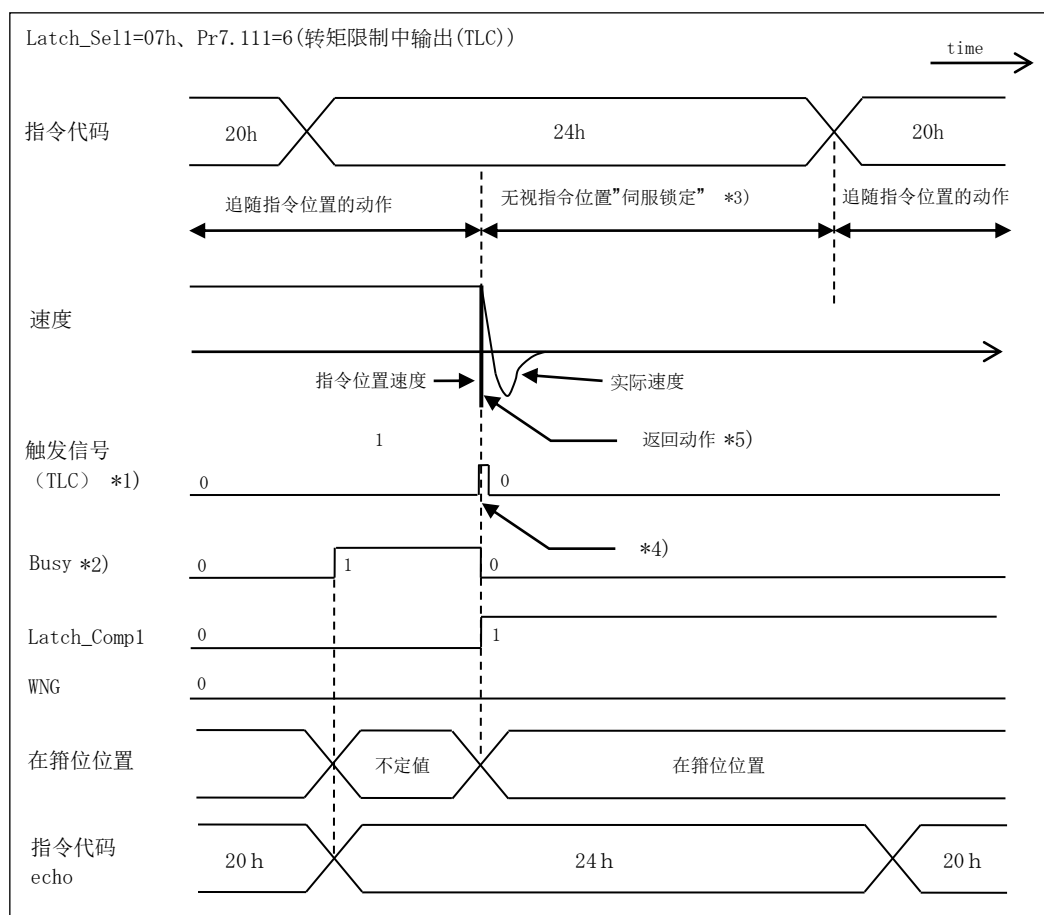 Latch_Sel1=07h、Pr7.111=6(转矩限制中输出(TLC))
time
指令代码
20h
24h
20h
追随指令位置的动作
无视指令位置”伺服锁定” *3)
追随指令位置的动作
速度
指令位置速度
实际速度
返回动作 *5)
触发信号
（TLC） *1)
1
0
0
*4)
Busy *2)
0
1
0
Latch_Comp1
0
1
WNG
0
在箝位位置
不定値
在箝位位置
指令代码
echo
20ｈ
24ｈ
20ｈ